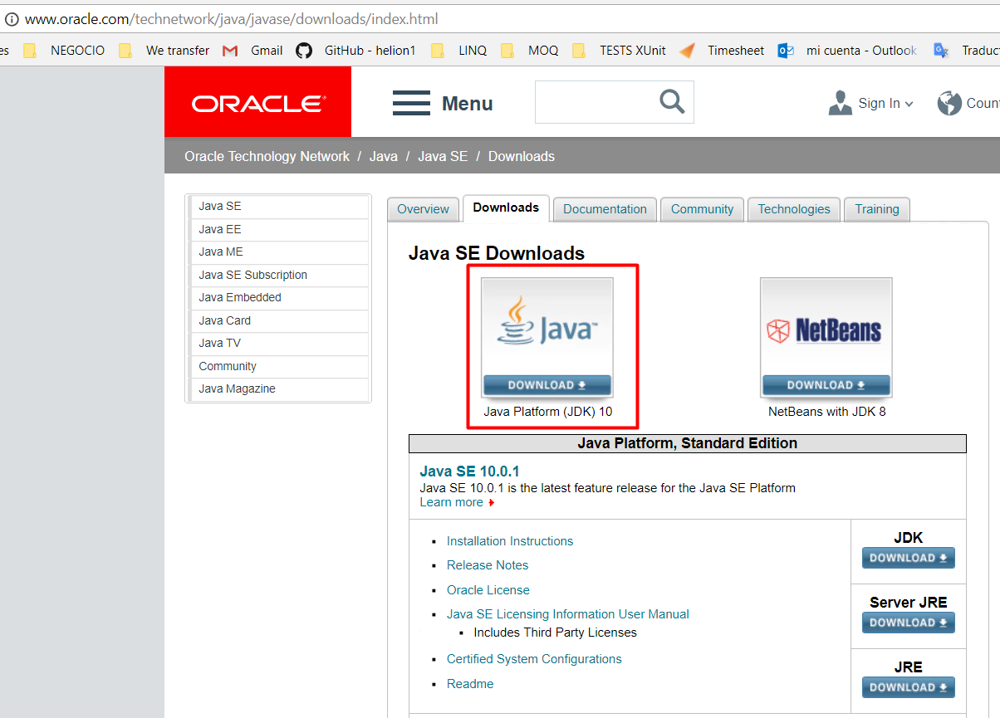 www.oracle.com/technetwork/java/javase/downloads/index.html
es NEGOCIO We transfer Gmail GitHub - helion1 LINQ MOQ TESTS XUnit Timesheet mi cuenta - Outlook Traduc
ORACLE® Menu Sign In Coun
Oracle Technology Network / Java / Java SE / Downloads
Java SE
Java EE
Java ME
Java SE Subscription
Java Embedded
Java Card
Java TV
Community
Java Magazine
Overview Downloads Documentation Community Technologies Training
Java SE Downloads
Java™ NetBeans
DOWNLOAD DOWNLOAD
Java Platform (JDK) 10 NetBeans with JDK 8
Java Platform, Standard Edition
Java SE 10.0.1
Java SE 10.0.1 is the latest feature release for the Java SE Platform
Learn more
Installation Instructions
Release Notes
Oracle License
Java SE Licensing Information User Manual
Includes Third Party Licenses
Certified System Configurations
Readme
JDK
DOWNLOAD
Server JRE
DOWNLOAD
JRE
DOWNLOAD